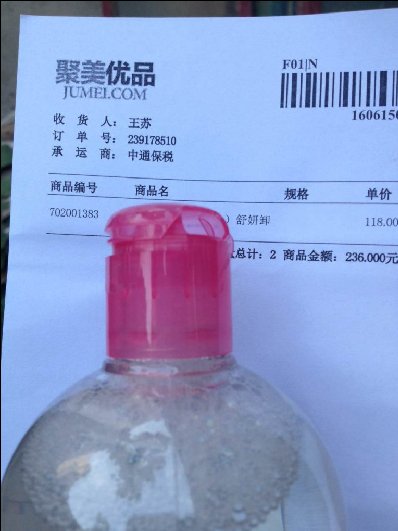 聚美优品
JUMEI.COM
F01|N
160615
收 货 人： 王苏
订 单 号： 239178510
承 运 商： 中通保税
商品编号 商品名 规格 单价
702001383 ）舒妍卸 118.00
总计： 2 商品金额： 236.000元